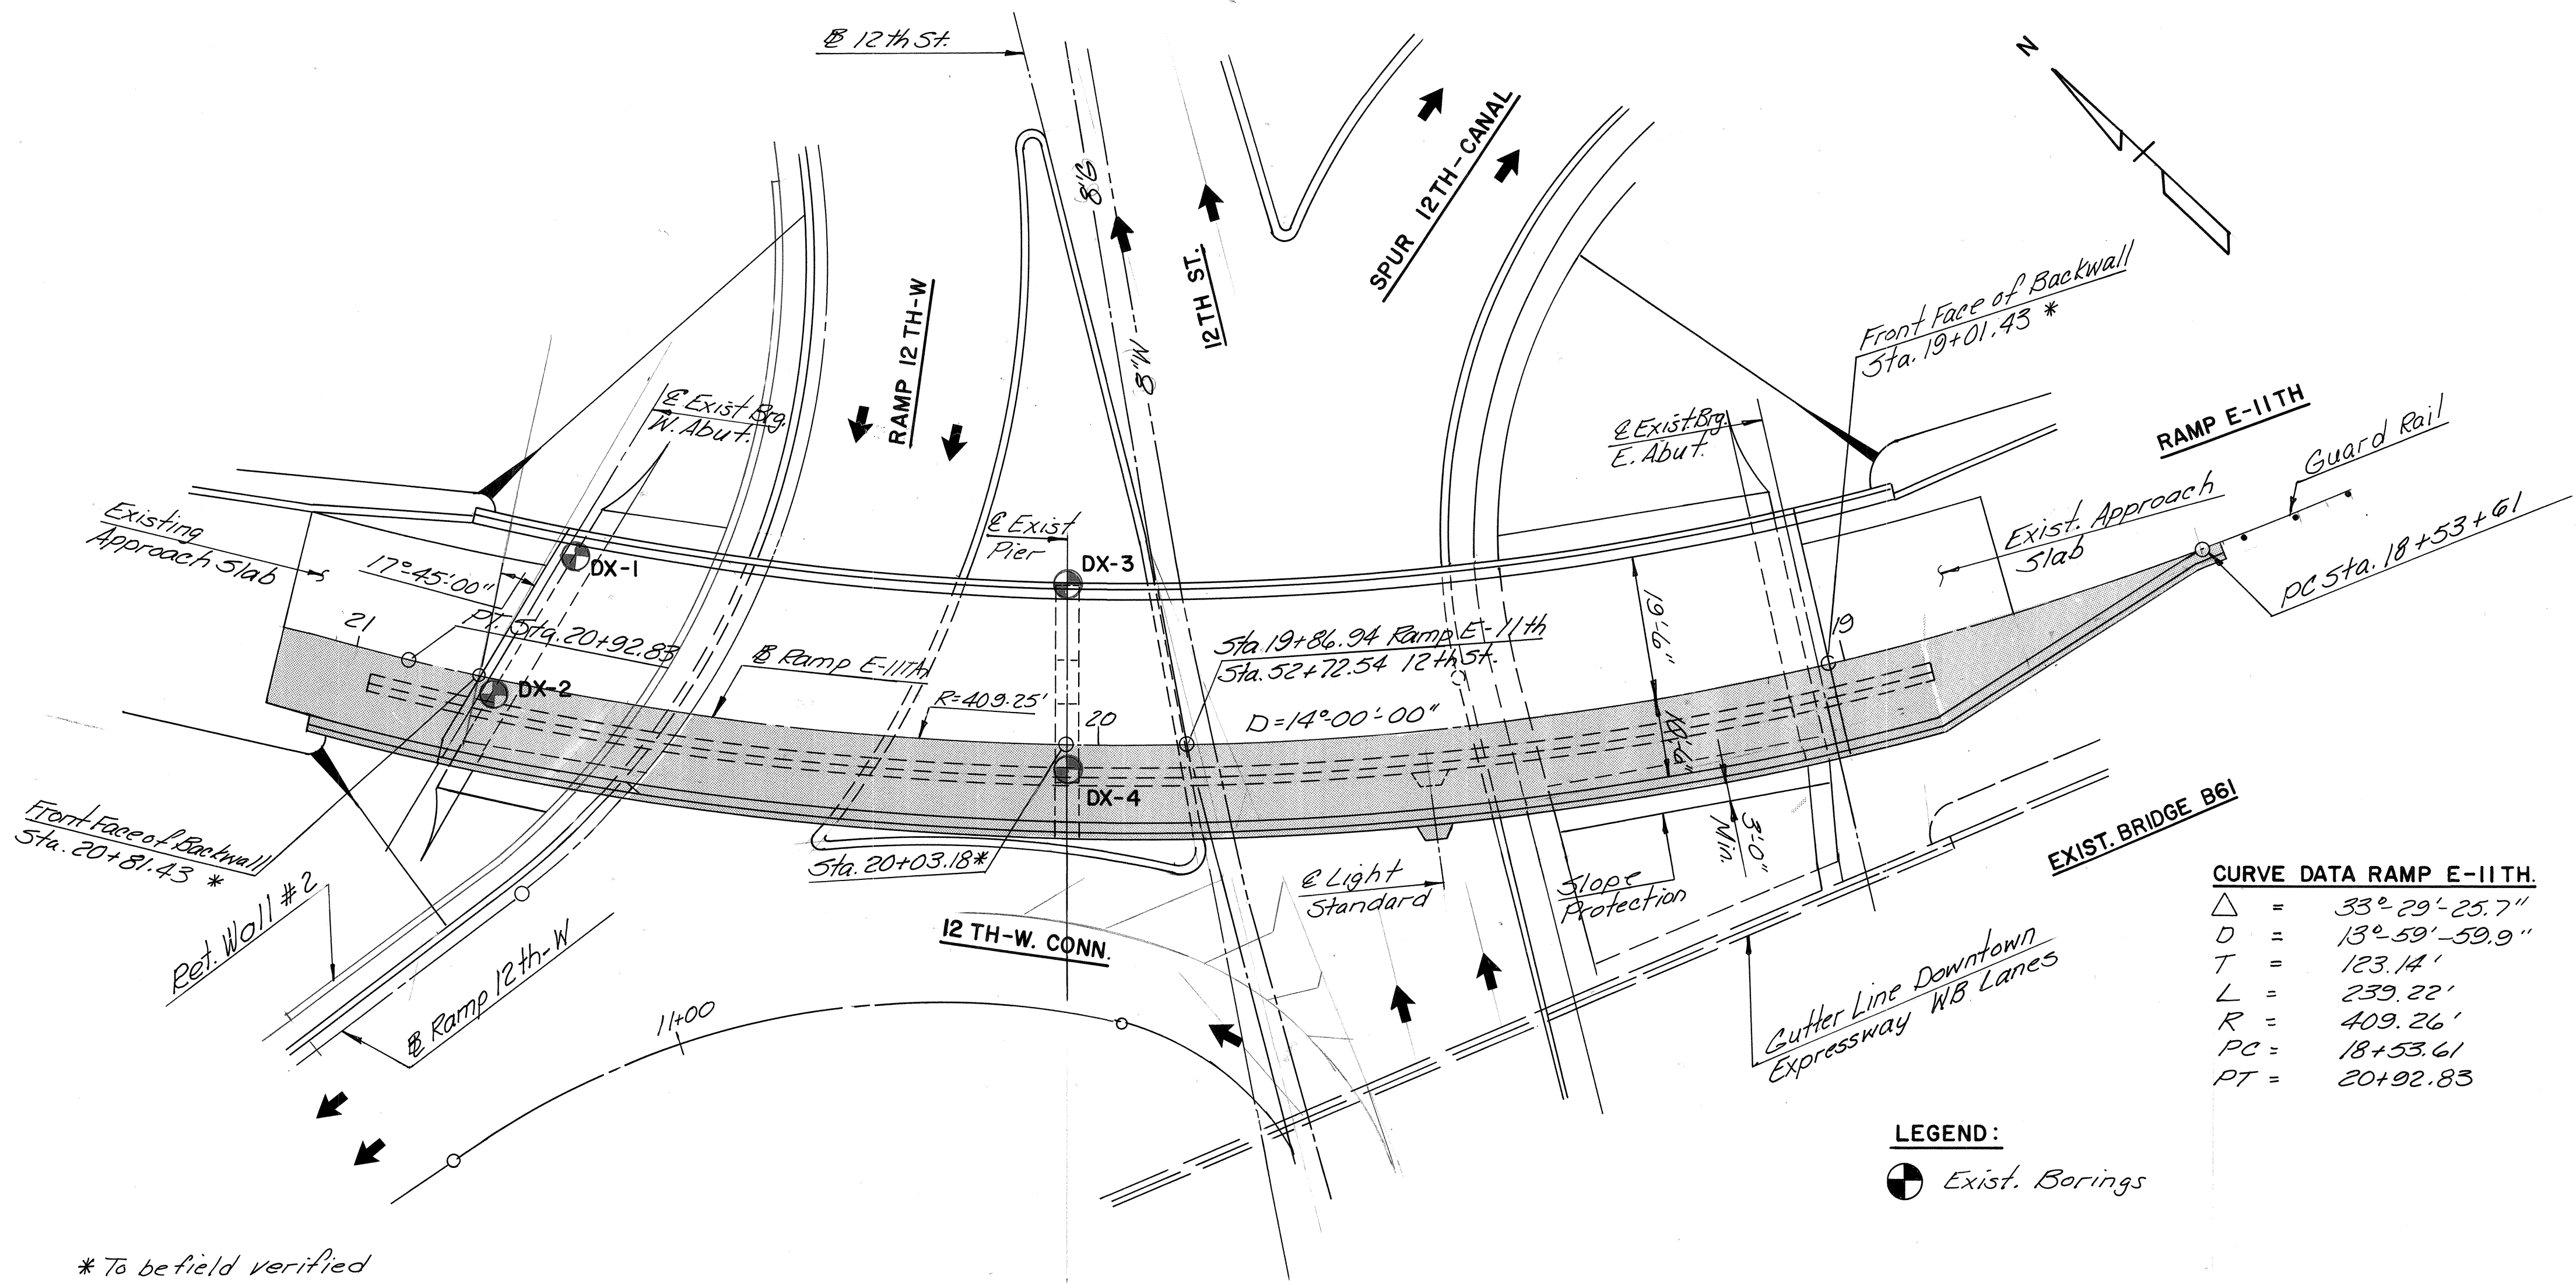 ℄ 12th St.
N
SPUR 12TH-CANAL
8"G
12TH ST.
RAMP 12TH-W
8"W
Front Face of Backwall
Sta. 19+01.43 *
℄ Exist Brg.
W. Abut.
℄ Exist. Brg.
E. Abut.
RAMP E-11TH
Guard Rail
Existing
Approach Slab
17°-45'-00"
DX-1
℄ Exist
Pier
DX-3
Exist. Approach
Slab
PC Sta. 18+53+61
21
PT. Sta. 20+92.83
℄ Ramp E-11TH
R=409.25'
Sta. 19+86.94 Ramp E-11th
Sta. 52+72.54 12th St.
D=14°-00'-00"
19'-6"
19
DX-2
20
DX-4
16'-6"
3'-0"
Min.
Front Face of Backwall
Sta. 20+81.43 *
Sta. 20+03.18*
℄ Light
Standard
Slope
Protection
EXIST. BRIDGE B61
Ret. Wall #2
℄ Ramp 12th-W
12 TH-W. CONN.
11+00
Gutter Line Downtown
Expressway WB Lanes
CURVE DATA RAMP E-11TH.
△ = 33°-29'-25.7"
D = 13°-59'-59.9"
T = 123.14'
L = 239.22'
R = 409.26'
PC = 18+53.61
PT = 20+92.83
LEGEND:
Exist. Borings
* To be field verified